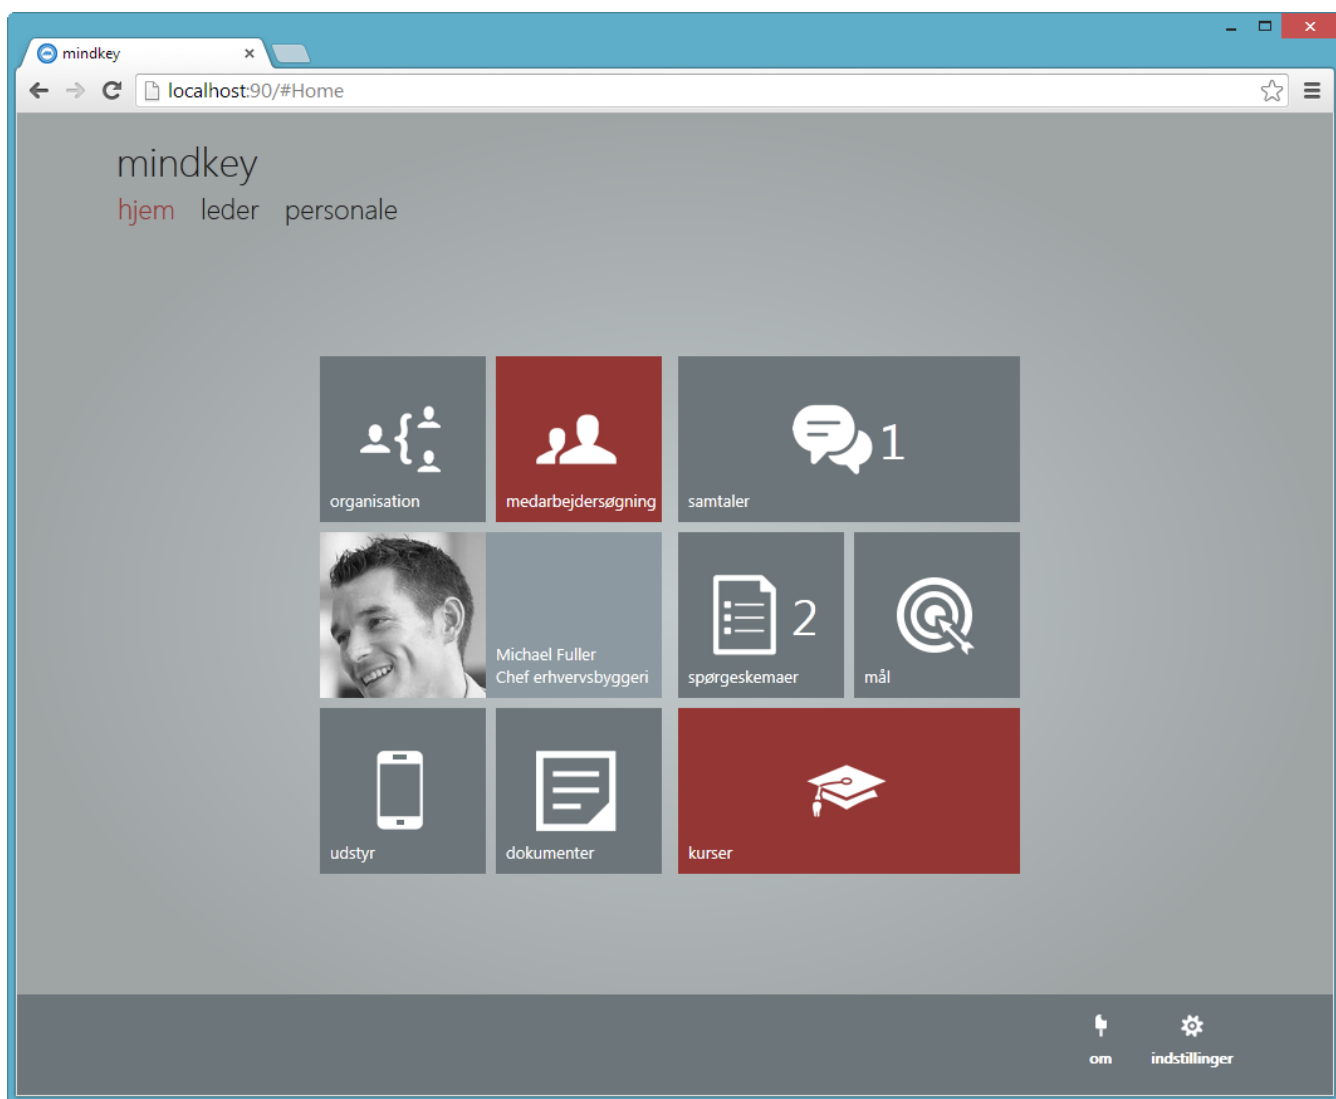 mindkey
localhost:90/#Home
mindkey
hjem leder personale
organisation
medarbejdersøgning
1
samtaler
Michael Fuller
Chef erhvervsbyggeri
2
spørgeskemaer
mål
udstyr
dokumenter
kurser
om
indstillinger